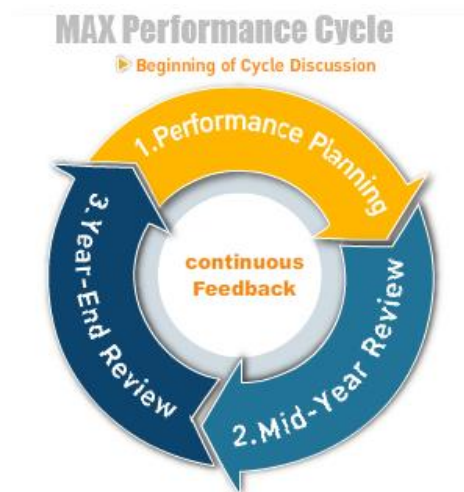 MAX Performance Cycle
Beginning of Cycle Discussion
1.Performance Planning
2.Mid-Year Review
3.Year-End Review
continuous
Feedback